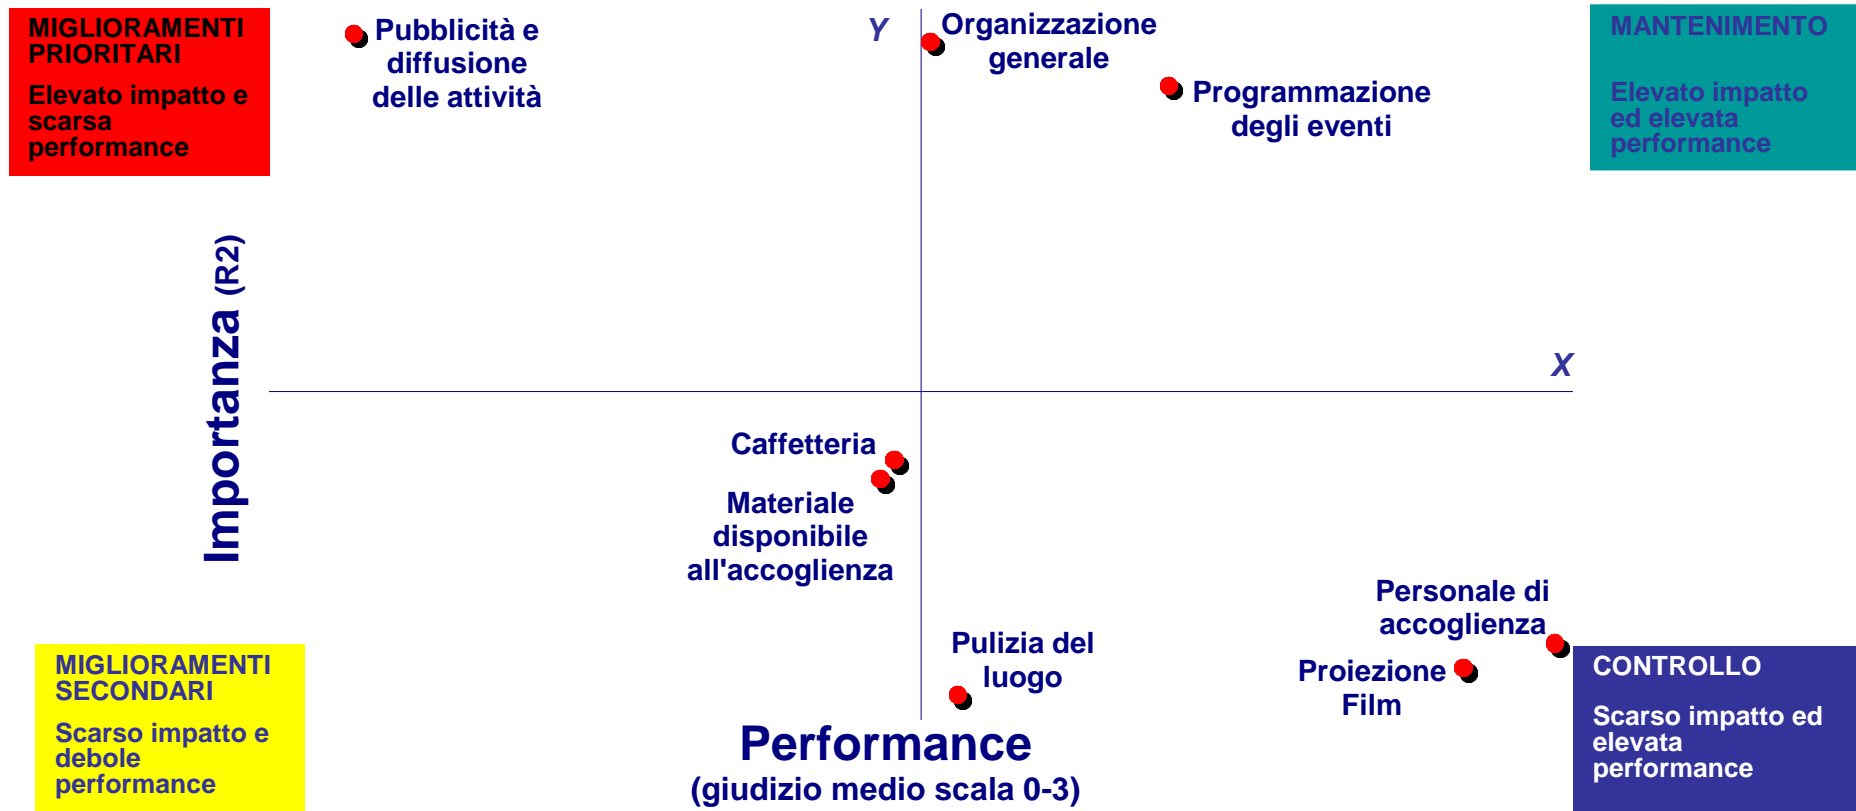 MIGLIORAMENTI
PRIORITARI
Elevato impatto e
scarsa
performance
Pubblicità e
diffusione
delle attività
Y
Organizzazione
generale
Programmazione
degli eventi
MANTENIMENTO
Elevato impatto
ed elevata
performance
Importanza (R2)
X
Caffetteria
Materiale
disponibile
all'accoglienza
Pulizia del
luogo
Personale di
accoglienza
Proiezione
Film
MIGLIORAMENTI
SECONDARI
Scarso impatto e
debole
performance
Performance
(giudizio medio scala 0-3)
CONTROLLO
Scarso impatto ed
elevata
performance